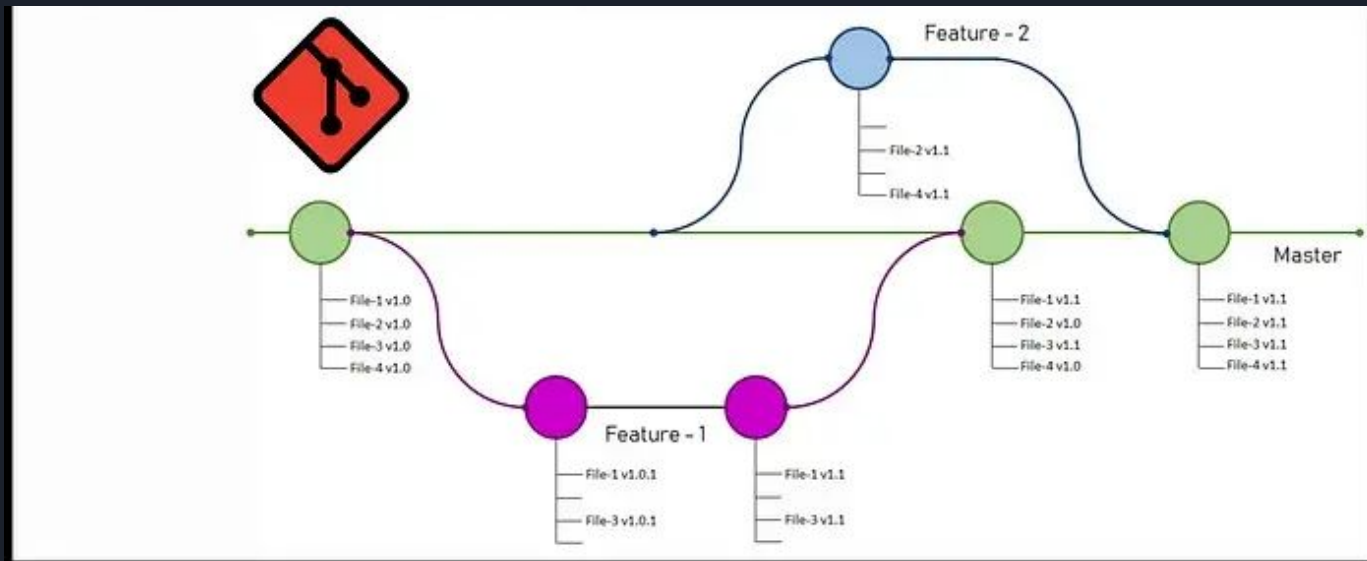 Feature - 2
File-2 v1.1
File-4 v1.1
Master
File-1 v1.0
File-2 v1.0
File-3 v1.0
File-4 v1.0
File-1 v1.1
File-2 v1.0
File-3 v1.1
File-4 v1.0
File-1 v1.1
File-2 v1.1
File-3 v1.1
File-4 v1.1
Feature - 1
File-1 v1.0.1
File-3 v1.0.1
File-1 v1.1
File-3 v1.1